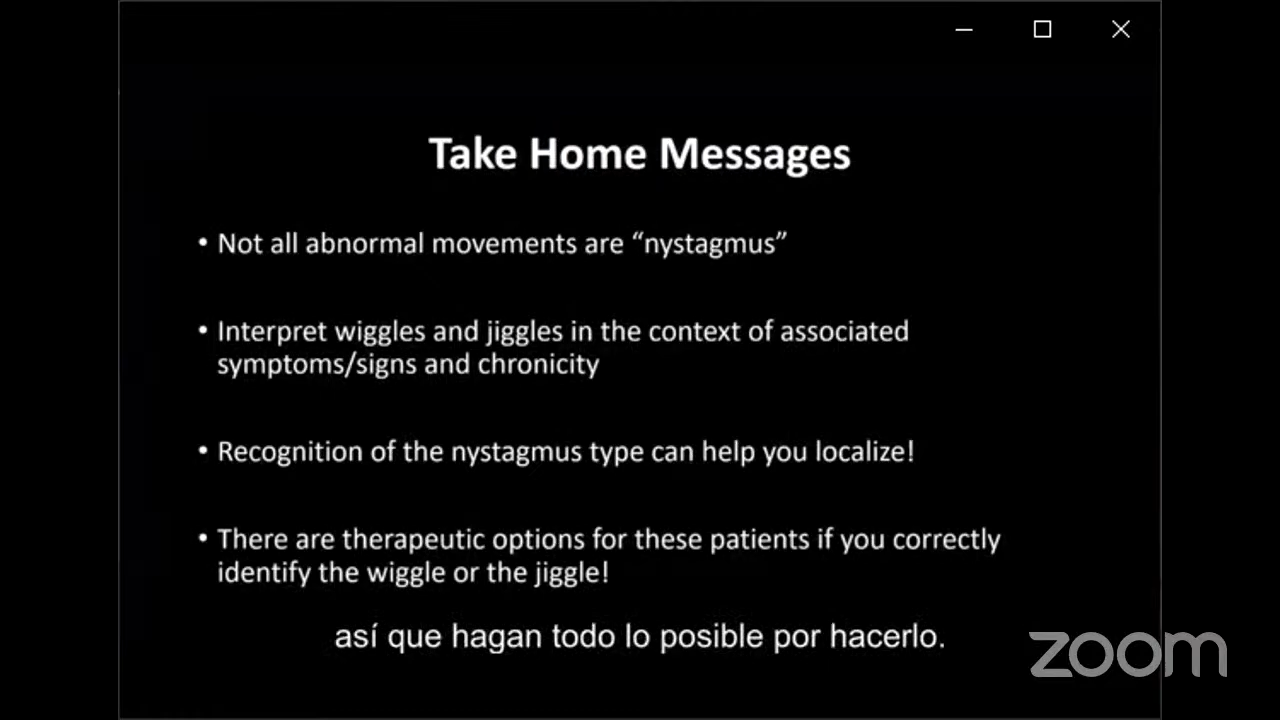 Take Home Messages
• Not all abnormal movements are “nystagmus”
• Interpret wiggles and jiggles in the context of associated
symptoms/signs and chronicity
• Recognition of the nystagmus type can help you localize!
• There are therapeutic options for these patients if you correctly
identify the wiggle or the jiggle!
así que hagan todo lo posible por hacerlo.
zoom